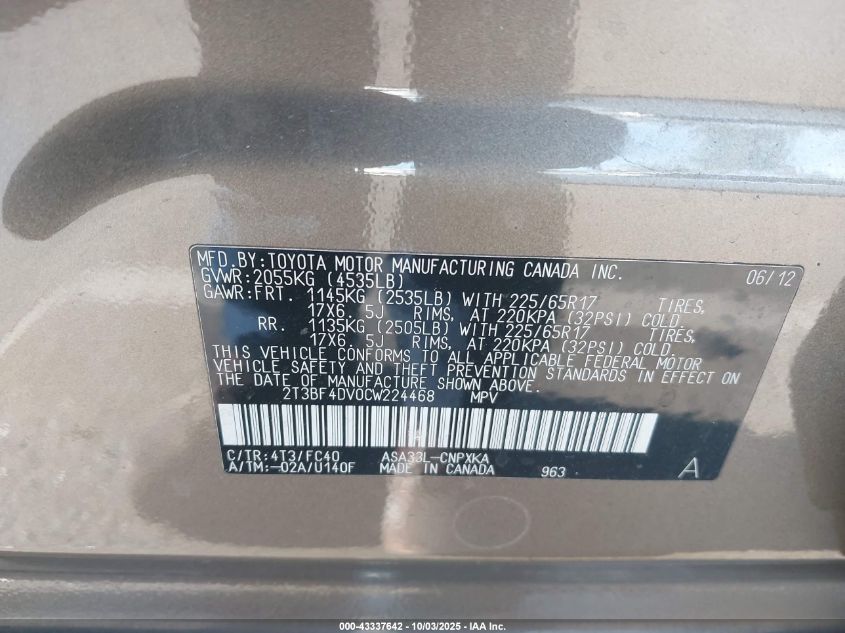 MFD.BY:TOYOTA MOTOR MANUFACTURING CANADA INC. 06/12
GVWR:2055KG (4535LB)
GAWR:FRT. 1145KG (2535LB) WITH 225/65R17 TIRES,
17X6. 5J RIMS, AT 220KPA (32PSI) COLD
RR. 1135KG (2505LB) WITH 225/65R17 TIRES,
17X6. 5J RIMS, AT 220KPA (32PSI) COLD.
THIS VEHICLE CONFORMS TO ALL APPLICABLE FEDERAL MOTOR
VEHICLE SAFETY AND THEFT PREVENTION STANDARDS IN EFFECT ON
THE DATE OF MANUFACTURE SHOWN ABOVE.
2T3BF4DV0CW224468 MPV
C/TR:4T3/FC40 ASA33L-CNPXKA
A/TM:-02A/U140F MADE IN CANADA 963 A
000-43337642 - 10/03/2025 - IAA Inc.